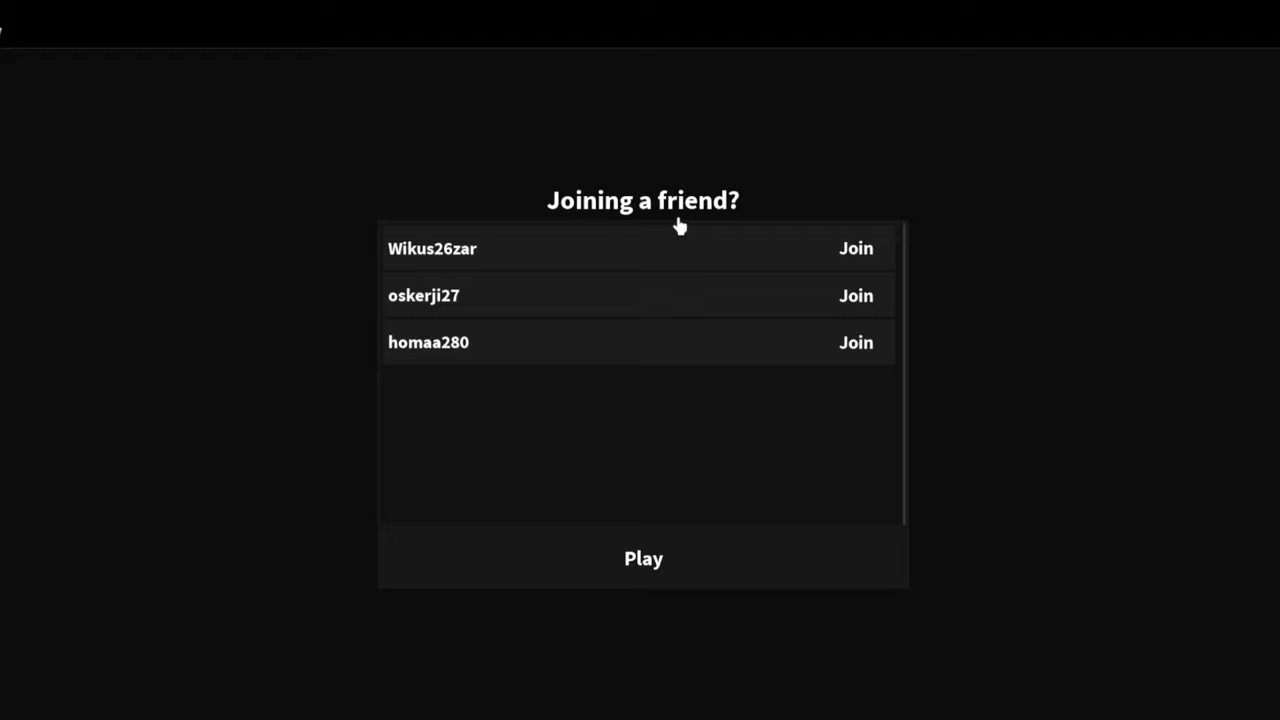 Joining a friend?
Wikus26zar Join
oskerji27 Join
homaa280 Join
Play